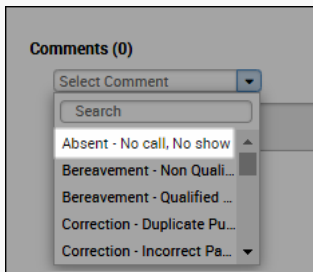 Comments (0)
Select Comment
Search
Absent - No call, No show
Bereavement - Non Quali...
Bereavement - Qualified ...
Correction - Duplicate Pu...
Correction - Incorrect Pa...